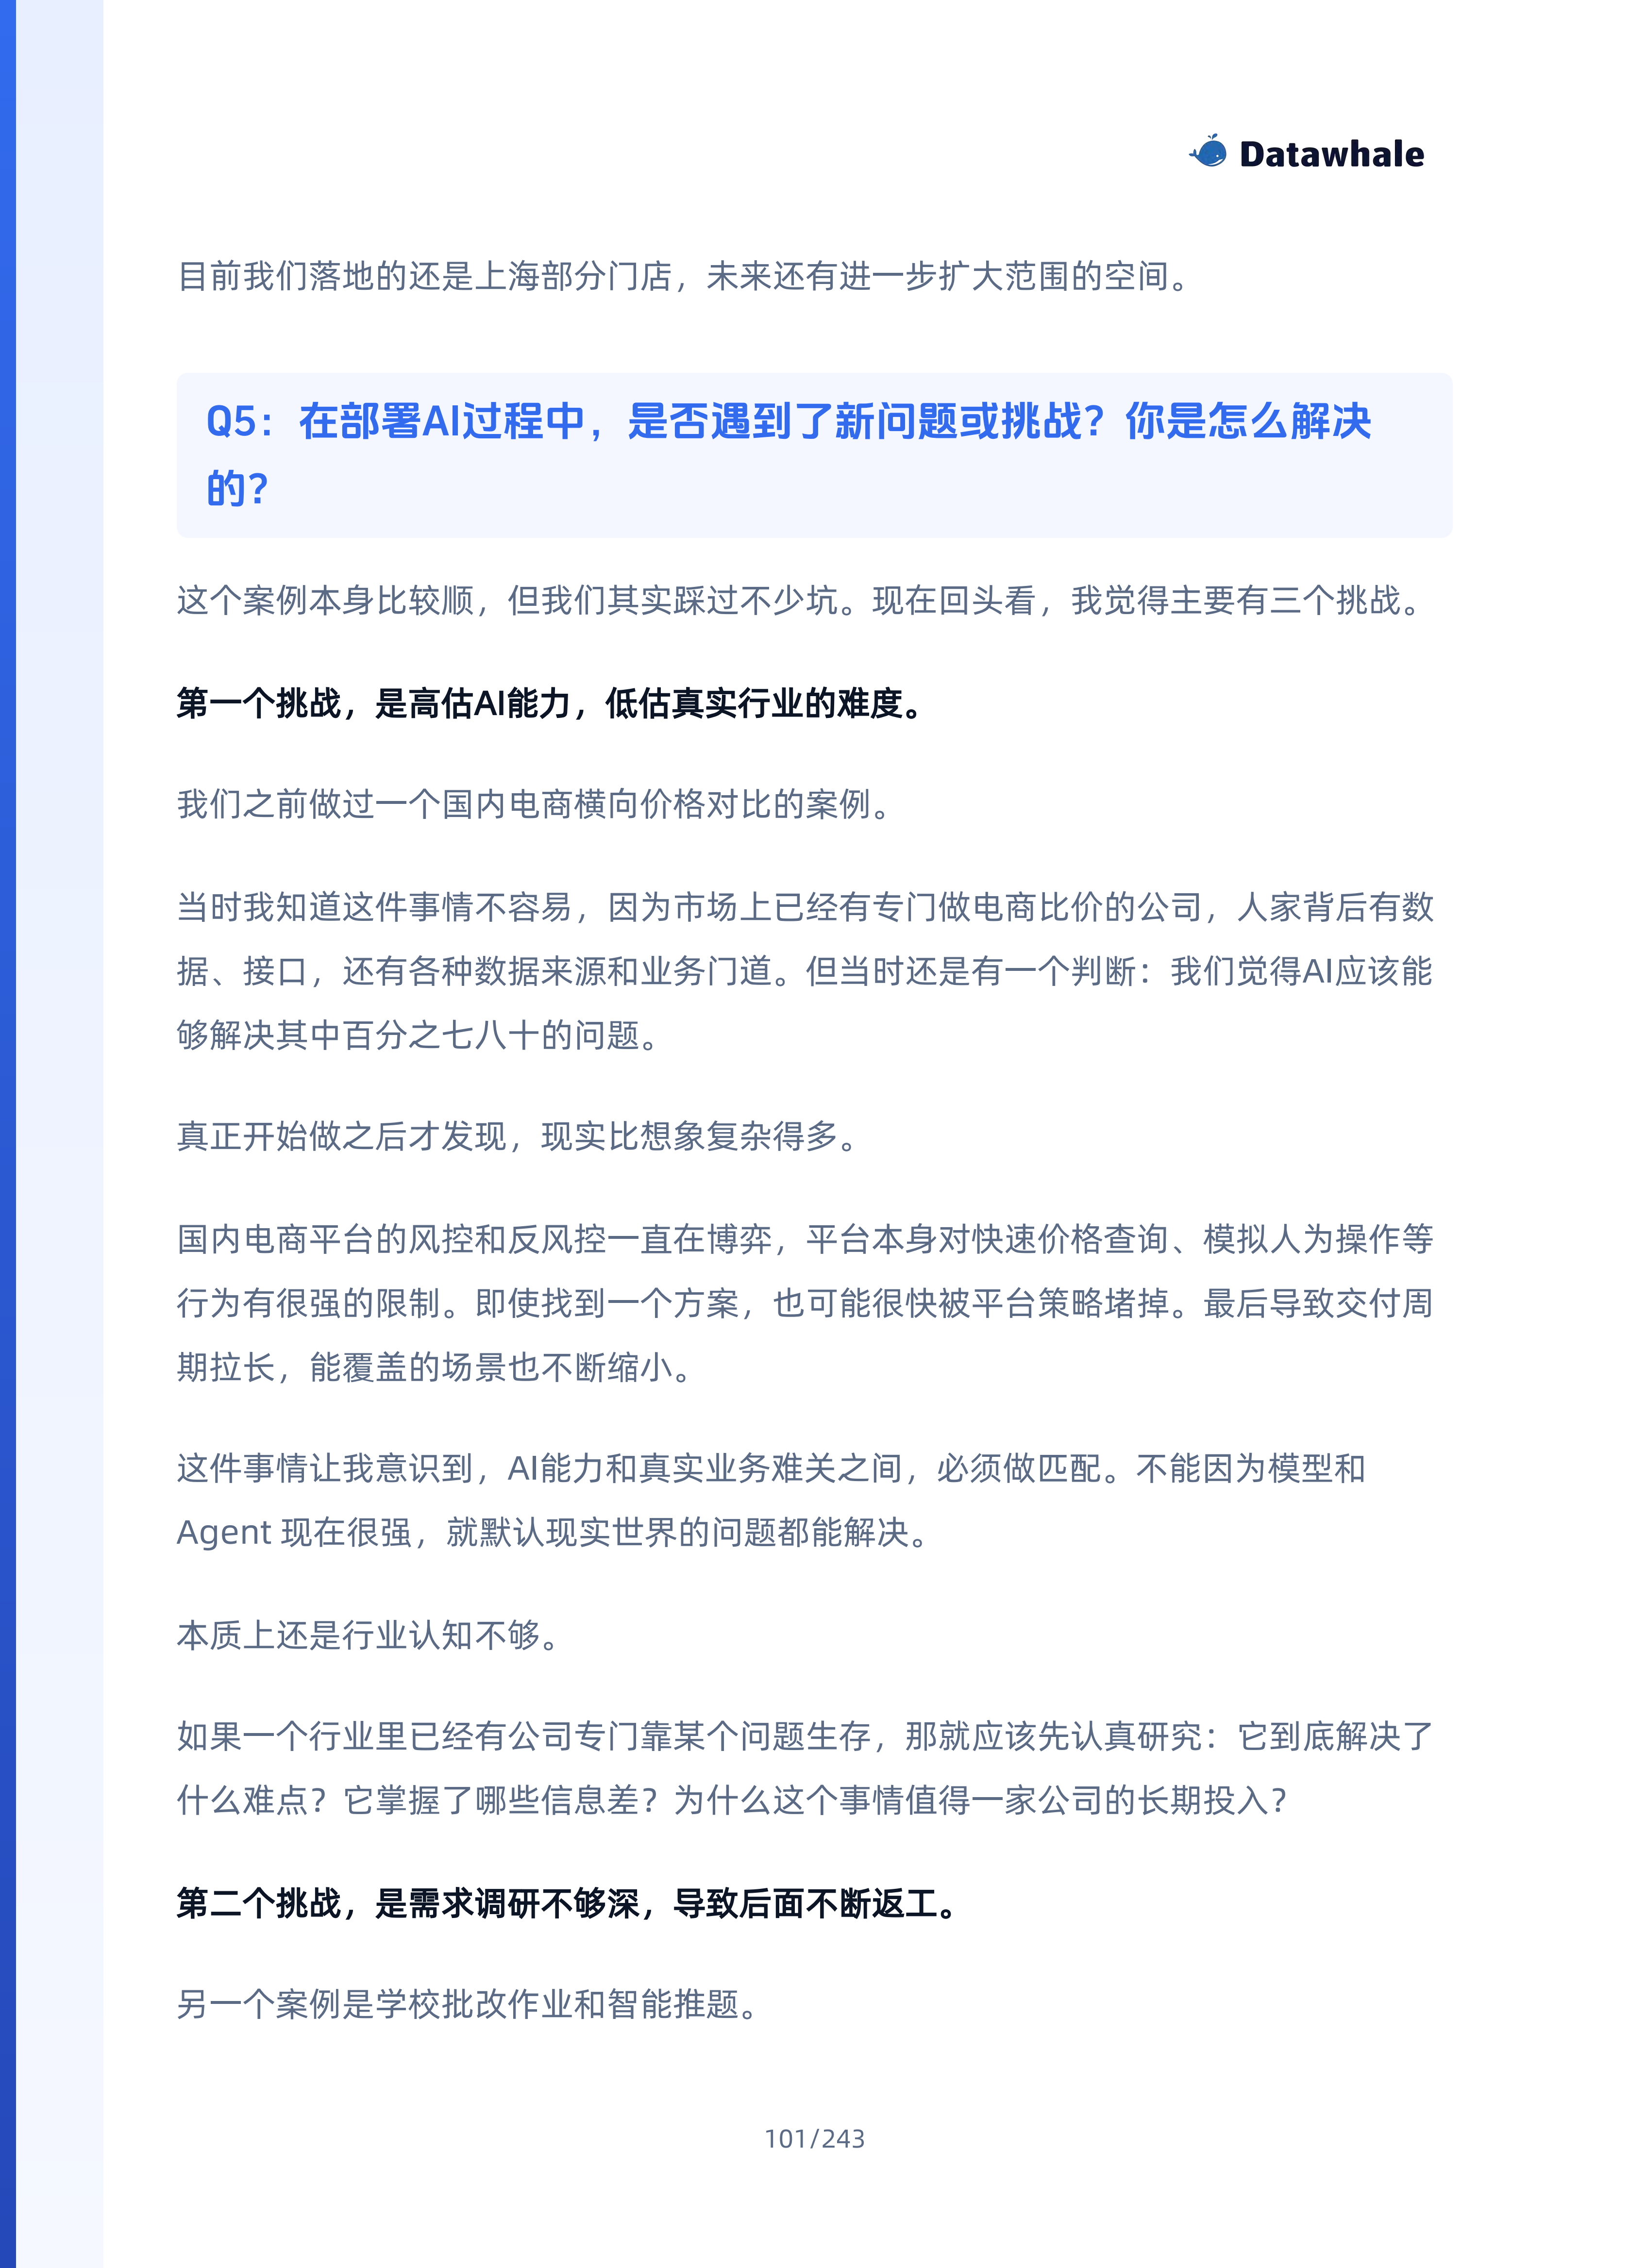 Datawhale
目前我们落地的还是上海部分门店，未来还有进一步扩大范围的空间。
Q5：在部署AI过程中，是否遇到了新问题或挑战？你是怎么解决
的？
这个案例本身比较顺，但我们其实踩过不少坑。现在回头看，我觉得主要有三个挑战。
第一个挑战，是高估AI能力，低估真实行业的难度。
我们之前做过一个国内电商横向价格对比的案例。
当时我知道这件事情不容易，因为市场上已经有专门做电商比价的公司，人家背后有数
据、接口，还有各种数据来源和业务门道。但当时还是有一个判断：我们觉得AI应该能
够解决其中百分之七八十的问题。
真正开始做之后才发现，现实比想象复杂得多。
国内电商平台的风控和反风控一直在博弈，平台本身对快速价格查询、模拟人为操作等
行为有很强的限制。即使找到一个方案，也可能很快被平台策略堵掉。最后导致交付周
期拉长，能覆盖的场景也不断缩小。
这件事情让我意识到，AI能力和真实业务难关之间，必须做匹配。不能因为模型和
Agent 现在很强，就默认现实世界的问题都能解决。
本质上还是行业认知不够。
如果一个行业里已经有公司专门靠某个问题生存，那就应该先认真研究：它到底解决了
什么难点？它掌握了哪些信息差？为什么这个事情值得一家公司的长期投入？
第二个挑战，是需求调研不够深，导致后面不断返工。
另一个案例是学校批改作业和智能推题。
101/243